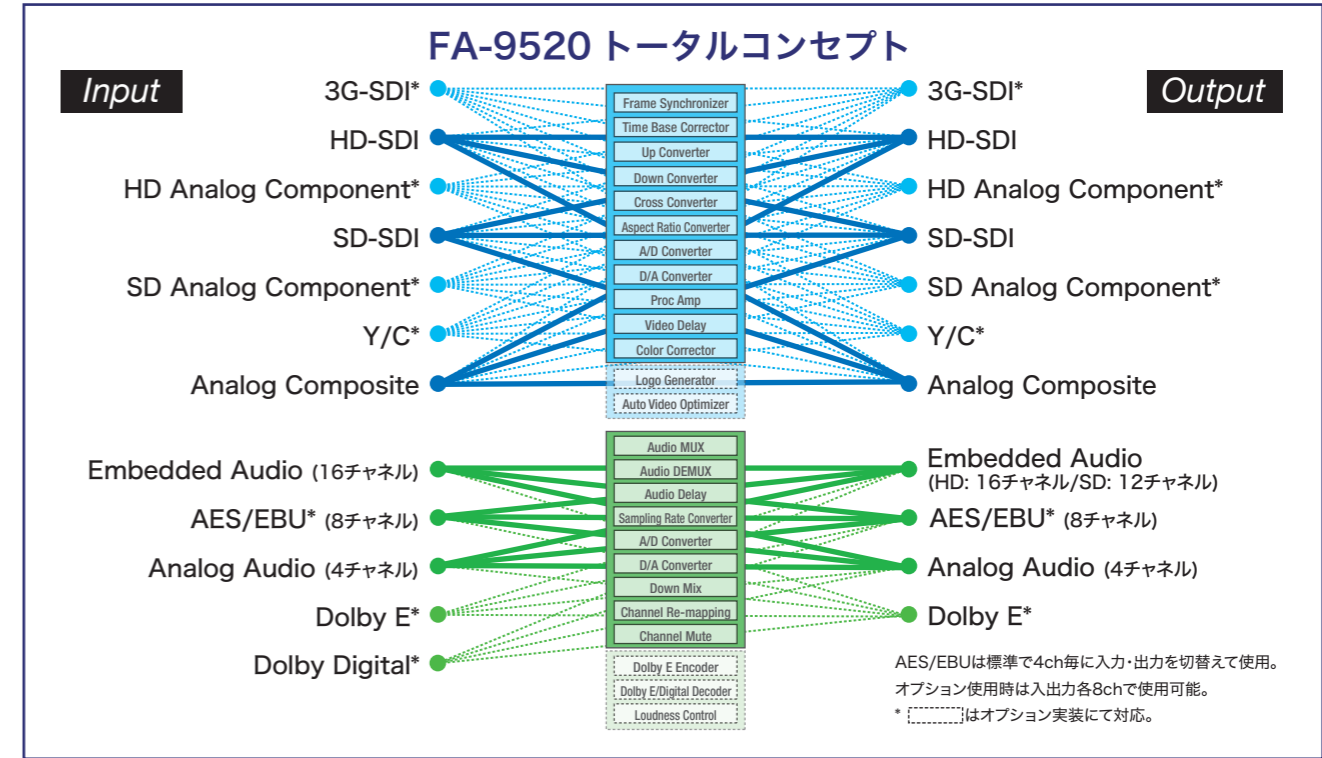 FA-9520 トータルコンセプト
Input
Output
3G-SDI*
HD-SDI
HD Analog Component*
SD-SDI
SD Analog Component*
Y/C*
Analog Composite
Frame Synchronizer
Time Base Corrector
Up Converter
Down Converter
Cross Converter
Aspect Ratio Converter
A/D Converter
D/A Converter
Proc Amp
Video Delay
Color Corrector
Logo Generator
Auto Video Optimizer
3G-SDI*
HD-SDI
HD Analog Component*
SD-SDI
SD Analog Component*
Y/C*
Analog Composite
Embedded Audio (16チャネル)
AES/EBU* (8チャネル)
Analog Audio (4チャネル)
Dolby E*
Dolby Digital*
Audio MUX
Audio DEMUX
Audio Delay
Sampling Rate Converter
A/D Converter
D/A Converter
Down Mix
Channel Re-mapping
Channel Mute
Dolby E Encoder
Dolby E/Digital Decoder
Loudness Control
Embedded Audio
(HD: 16チャネル/SD: 12チャネル)
AES/EBU* (8チャネル)
Analog Audio (4チャネル)
Dolby E*
AES/EBUは標準で4ch毎に入力・出力を切替えて使用。
オプション使用時は入出力各8chで使用可能。
* はオプション実装にて対応。